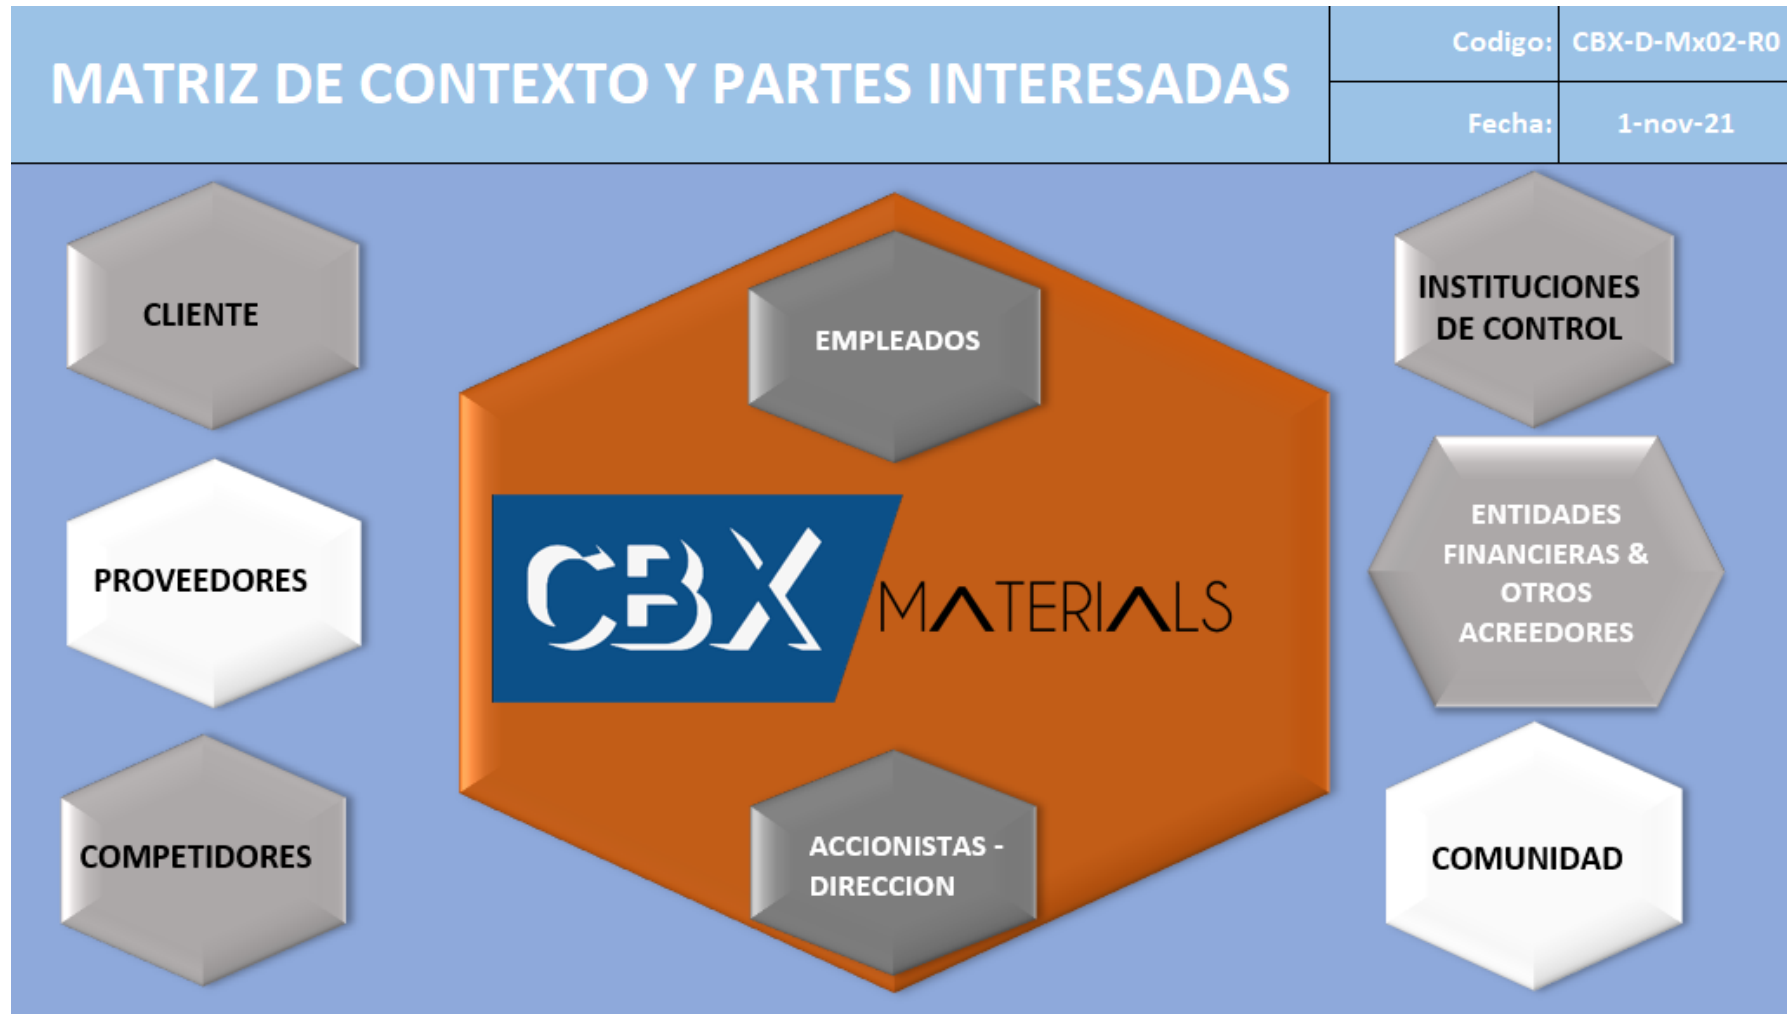 MATRIZ DE CONTEXTO Y PARTES INTERESADAS
Codigo: CBX-D-Mx02-R0
Fecha: 1-nov-21
CLIENTE
PROVEEDORES
COMPETIDORES
EMPLEADOS
CBX MATERIALS
ACCIONISTAS -
DIRECCION
INSTITUCIONES
DE CONTROL
ENTIDADES
FINANCIERAS &
OTROS
ACREEDORES
COMUNIDAD